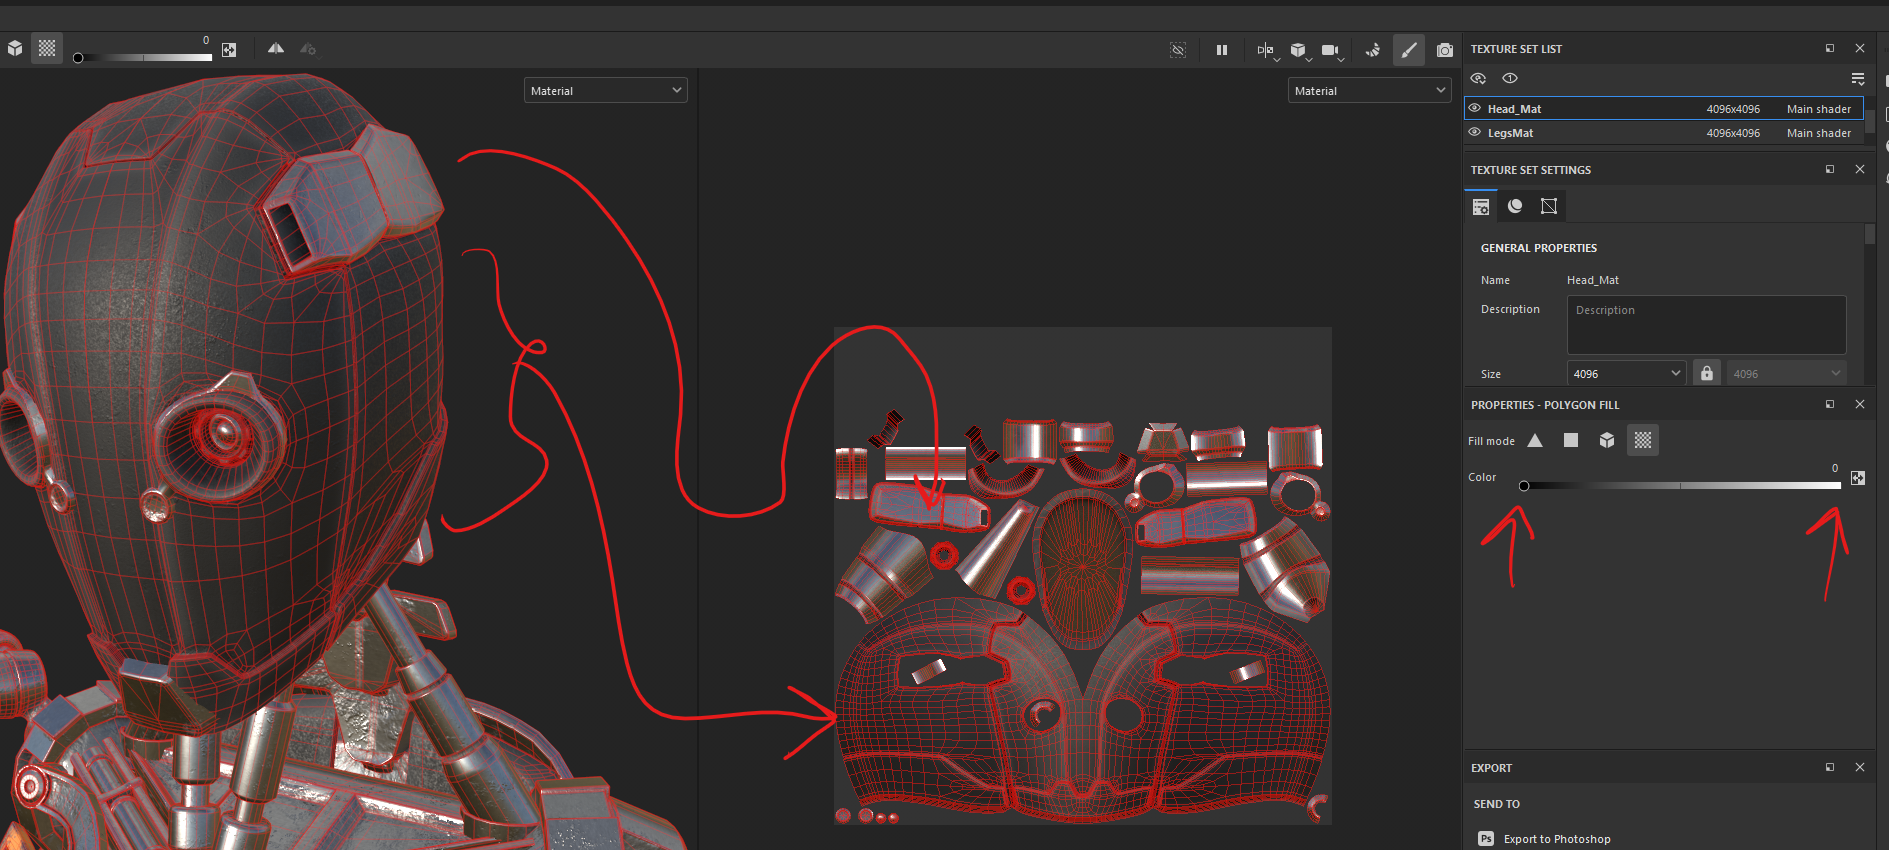 0
Material
Material
TEXTURE SET LIST
1
Head_Mat 4096x4096 Main shader
LegsMat 4096x4096 Main shader
TEXTURE SET SETTINGS
GENERAL PROPERTIES
Name Head_Mat
Description Description
Size 4096 4096
PROPERTIES - POLYGON FILL
Fill mode
0
Color
EXPORT
SEND TO
Ps Export to Photoshop